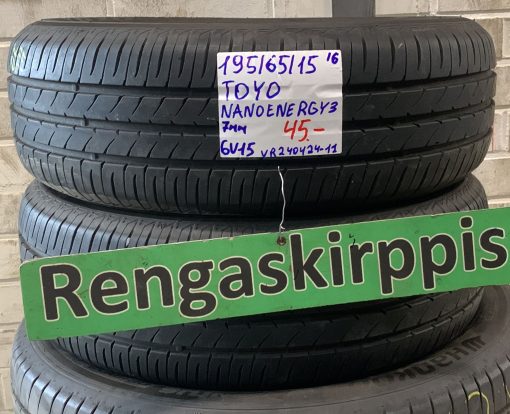 195/65/15 '16
TOYO
NANOENERGY3
7mm 45,-
6V15 VR240424-11
Rengaskirppis